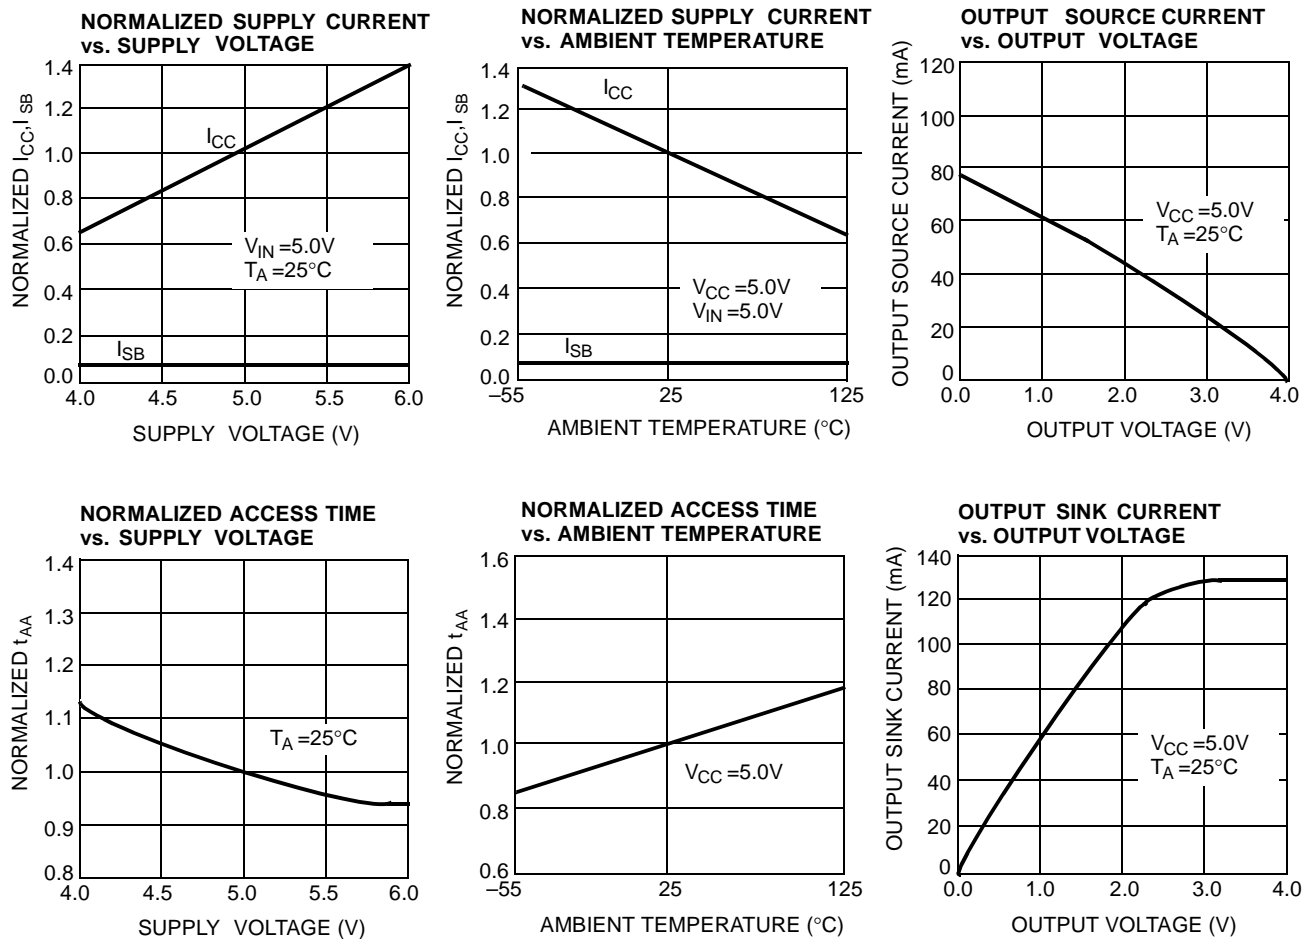 NORMALIZED SUPPLY CURRENT
vs. SUPPLY VOLTAGE
NORMALIZED I CC, I SB
1.4
1.2
1.0
0.8
0.6
0.4
0.2
0.0
ICC
VIN =5.0V
TA =25°C
ISB
4.0 4.5 5.0 5.5 6.0
SUPPLY VOLTAGE (V)
NORMALIZED SUPPLY CURRENT
vs. AMBIENT TEMPERATURE
NORMALIZED I CC, I SB
1.4
1.2
1.0
0.8
0.6
0.4
0.2
0.0
ICC
VCC =5.0V
VIN =5.0V
ISB
–55 25 125
AMBIENT TEMPERATURE (°C)
OUTPUT SOURCE CURRENT
vs. OUTPUT VOLTAGE
OUTPUT SOURCE CURRENT (mA)
120
100
80
60
40
20
0
VCC =5.0V
TA =25°C
0.0 1.0 2.0 3.0 4.0
OUTPUT VOLTAGE (V)
NORMALIZED ACCESS TIME
vs. SUPPLY VOLTAGE
NORMALIZED tAA
1.4
1.3
1.2
1.1
1.0
0.9
0.8
TA =25°C
4.0 4.5 5.0 5.5 6.0
SUPPLY VOLTAGE (V)
NORMALIZED ACCESS TIME
vs. AMBIENT TEMPERATURE
NORMALIZED tAA
1.6
1.4
1.2
1.0
0.8
0.6
VCC =5.0V
–55 25 125
AMBIENT TEMPERATURE (°C)
OUTPUT SINK CURRENT
vs. OUTPUT VOLTAGE
OUTPUT SINK CURRENT (mA)
140
120
100
80
60
40
20
0
VCC =5.0V
TA =25°C
0.0 1.0 2.0 3.0 4.0
OUTPUT VOLTAGE (V)